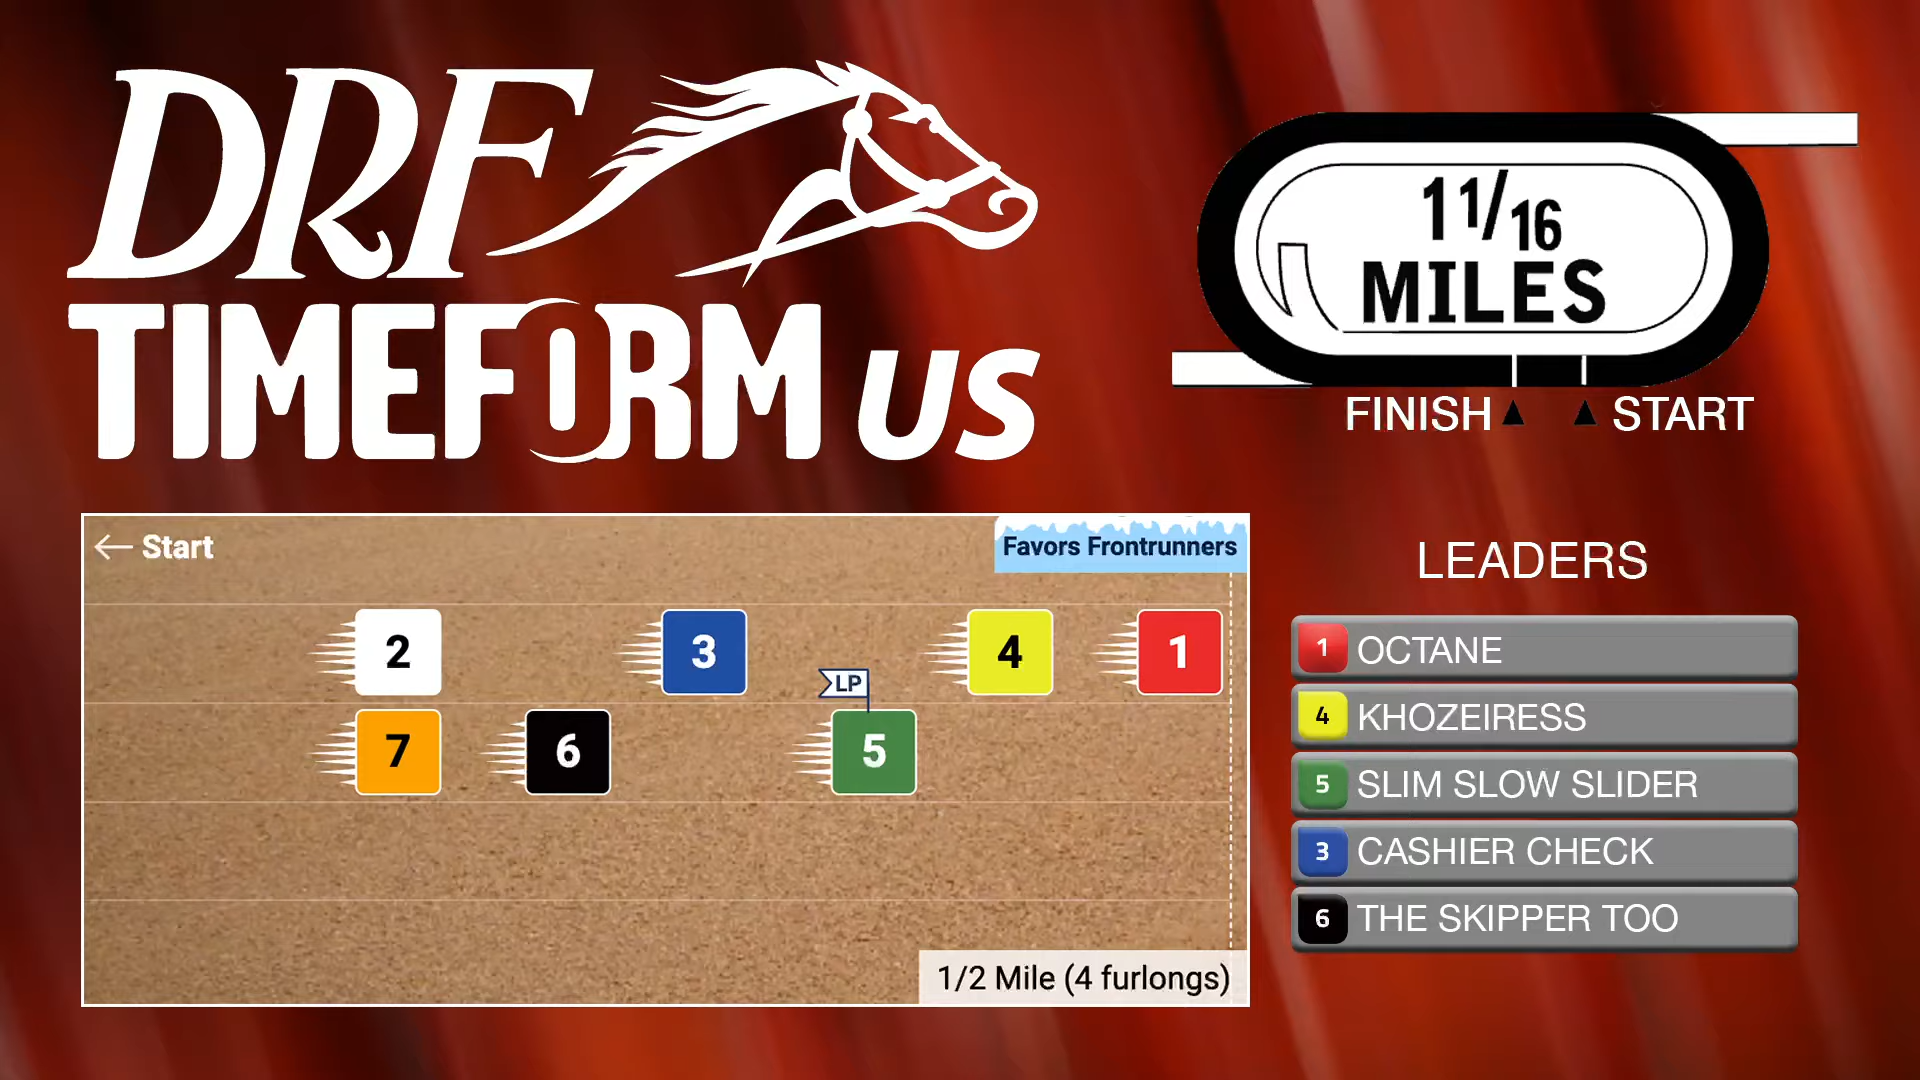 DRF
TIMEFORM US
1 1/16
MILES
FINISH START
← Start
Favors Frontrunners
2 3 4 1
LP
7 6 5
1/2 Mile (4 furlongs)
LEADERS
1 OCTANE
4 KHOZEIRESS
5 SLIM SLOW SLIDER
3 CASHIER CHECK
6 THE SKIPPER TOO